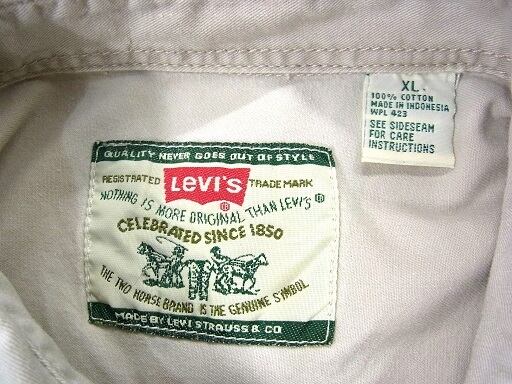 QUALITY NEVER GOES OUT OF STYLE
REGISTRATED LEVI'S ® TRADE MARK
NOTHING IS MORE ORIGINAL THAN LEVI'S ®
CELEBRATED SINCE 1850
THE TWO HORSE BRAND IS THE GENUINE SYMBOL
MADE BY LEVI STRAUSS & CO
XL
100% COTTON
MADE IN INDONESIA
WPL 423
SEE SIDESEAM
FOR CARE
INSTRUCTIONS